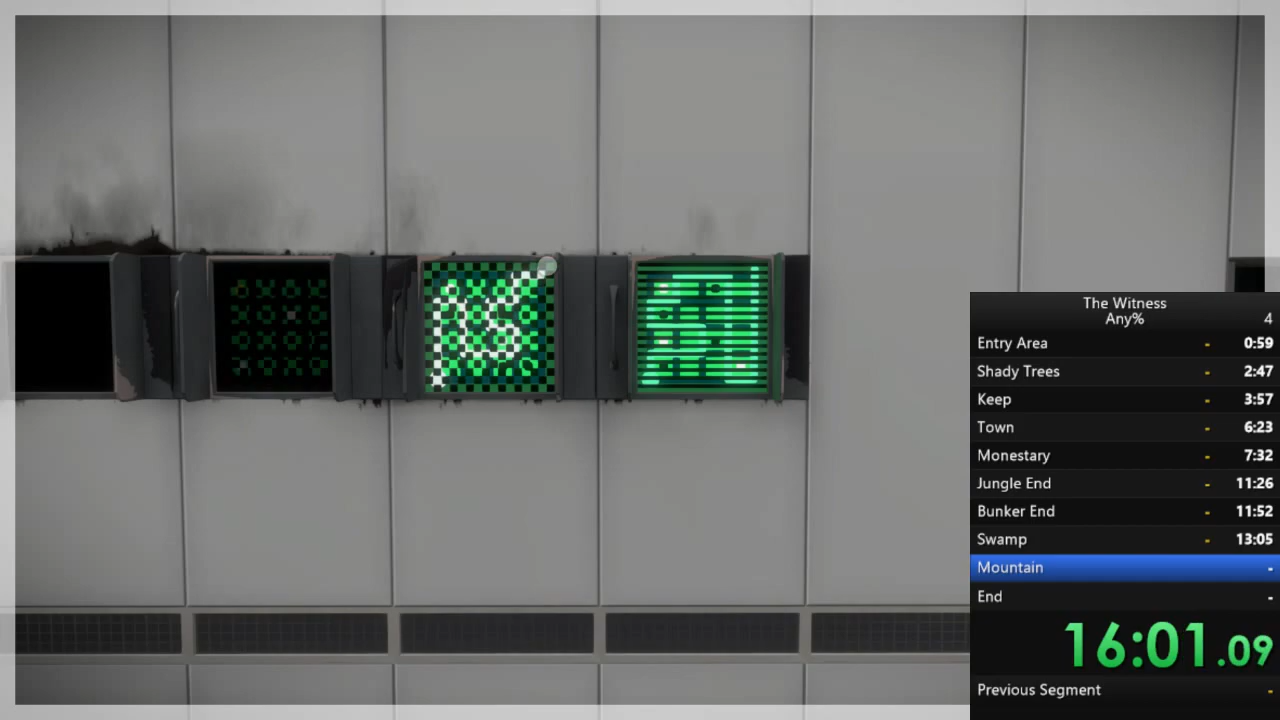 The Witness
Any% 4
Entry Area - 0:59
Shady Trees - 2:47
Keep - 3:57
Town - 6:23
Monestary - 7:32
Jungle End - 11:26
Bunker End - 11:52
Swamp - 13:05
Mountain -
End -
16:01.09
Previous Segment -